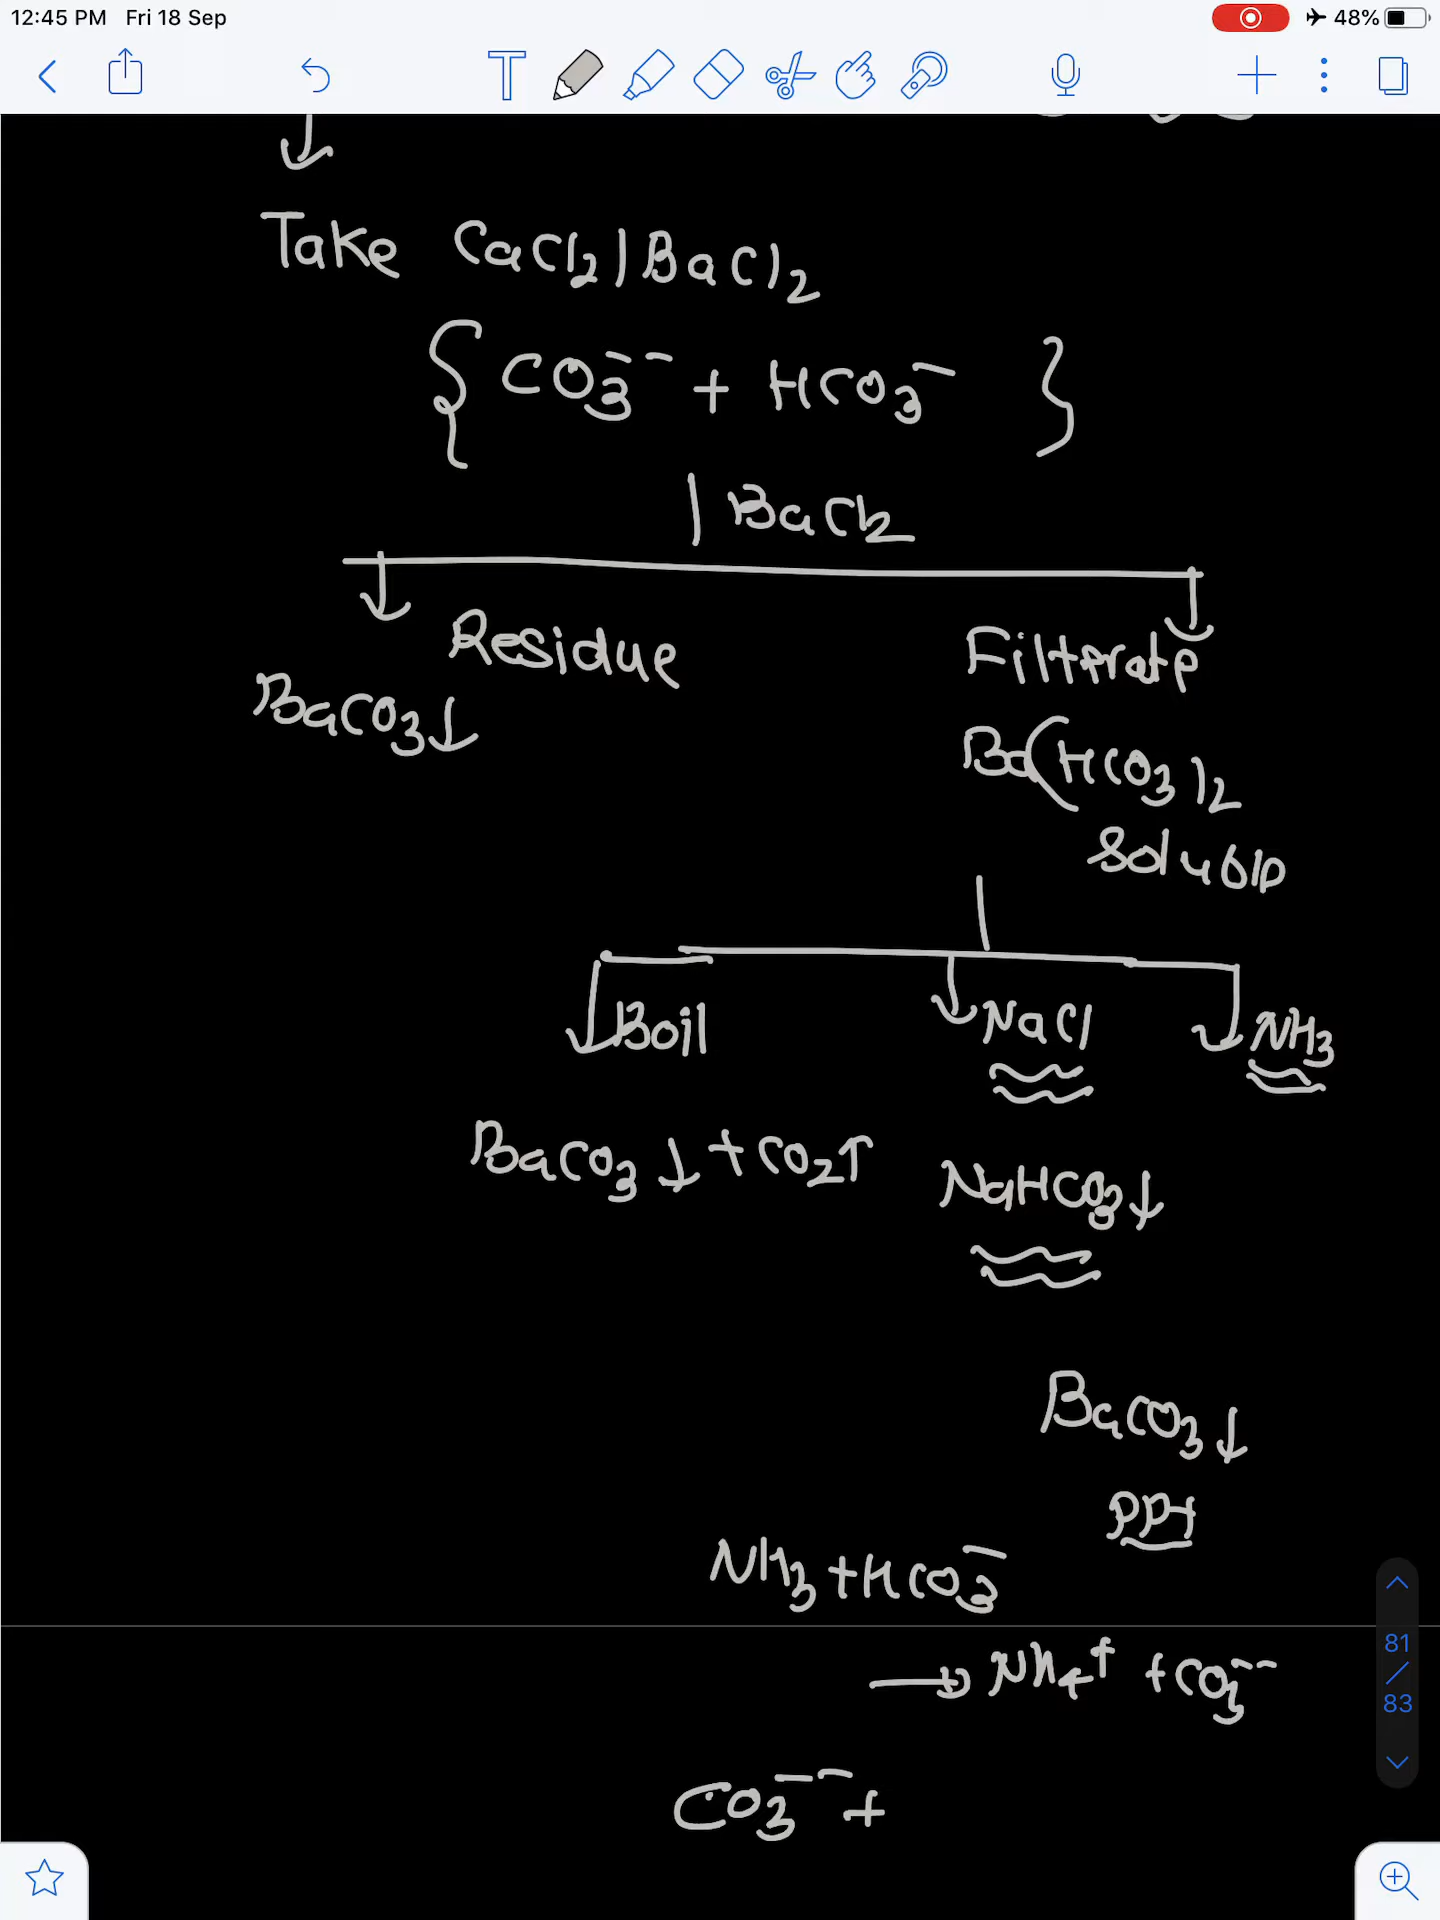 12:45 PM Fri 18 Sep 48%
T
Take CaCl2|BaCl2
{ CO3-- + HCO3- }
| BaCl2
Residue Filtrate
BaCO3↓ Ba(HCO3)2
Soluble
Boil NaCl NH3
BaCO3↓ + CO2↑ NaHCO3↓
BaCO3↓
PPt
NH3 + HCO3-
→ NH4+ + CO3--
CO3-- +
81
/
83